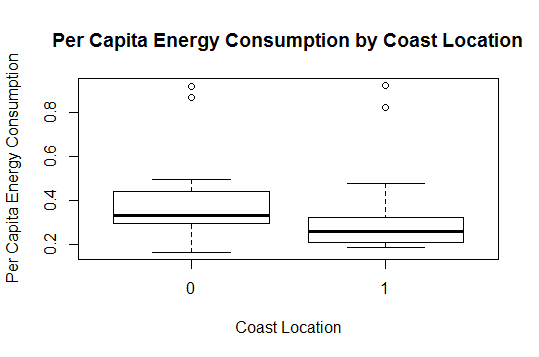 Per Capita Energy Consumption by Coast Location
Per Capita Energy Consumption
0.8
0.6
0.4
0.2
0 1
Coast Location